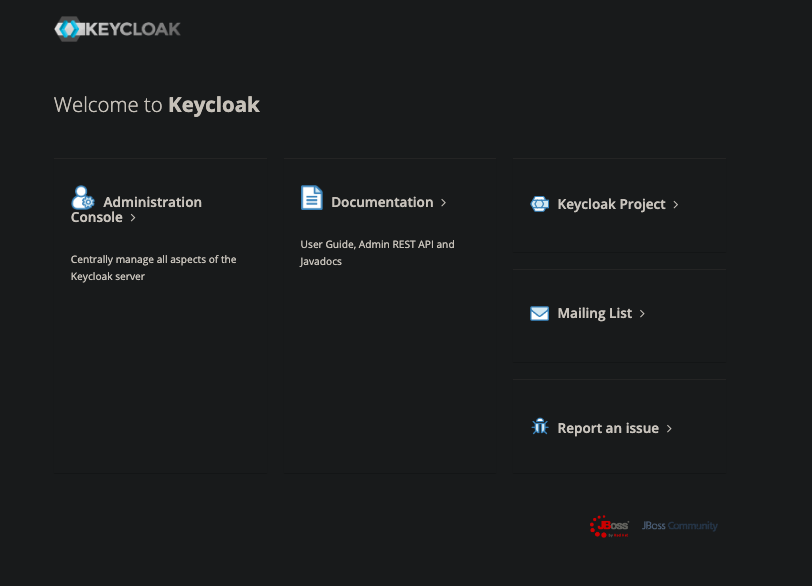 KEYCLOAK
Welcome to Keycloak
Administration
Console
Centrally manage all aspects of the
Keycloak server
Documentation
User Guide, Admin REST API and
Javadocs
Keycloak Project
Mailing List
Report an issue
JBoss
JBoss Community